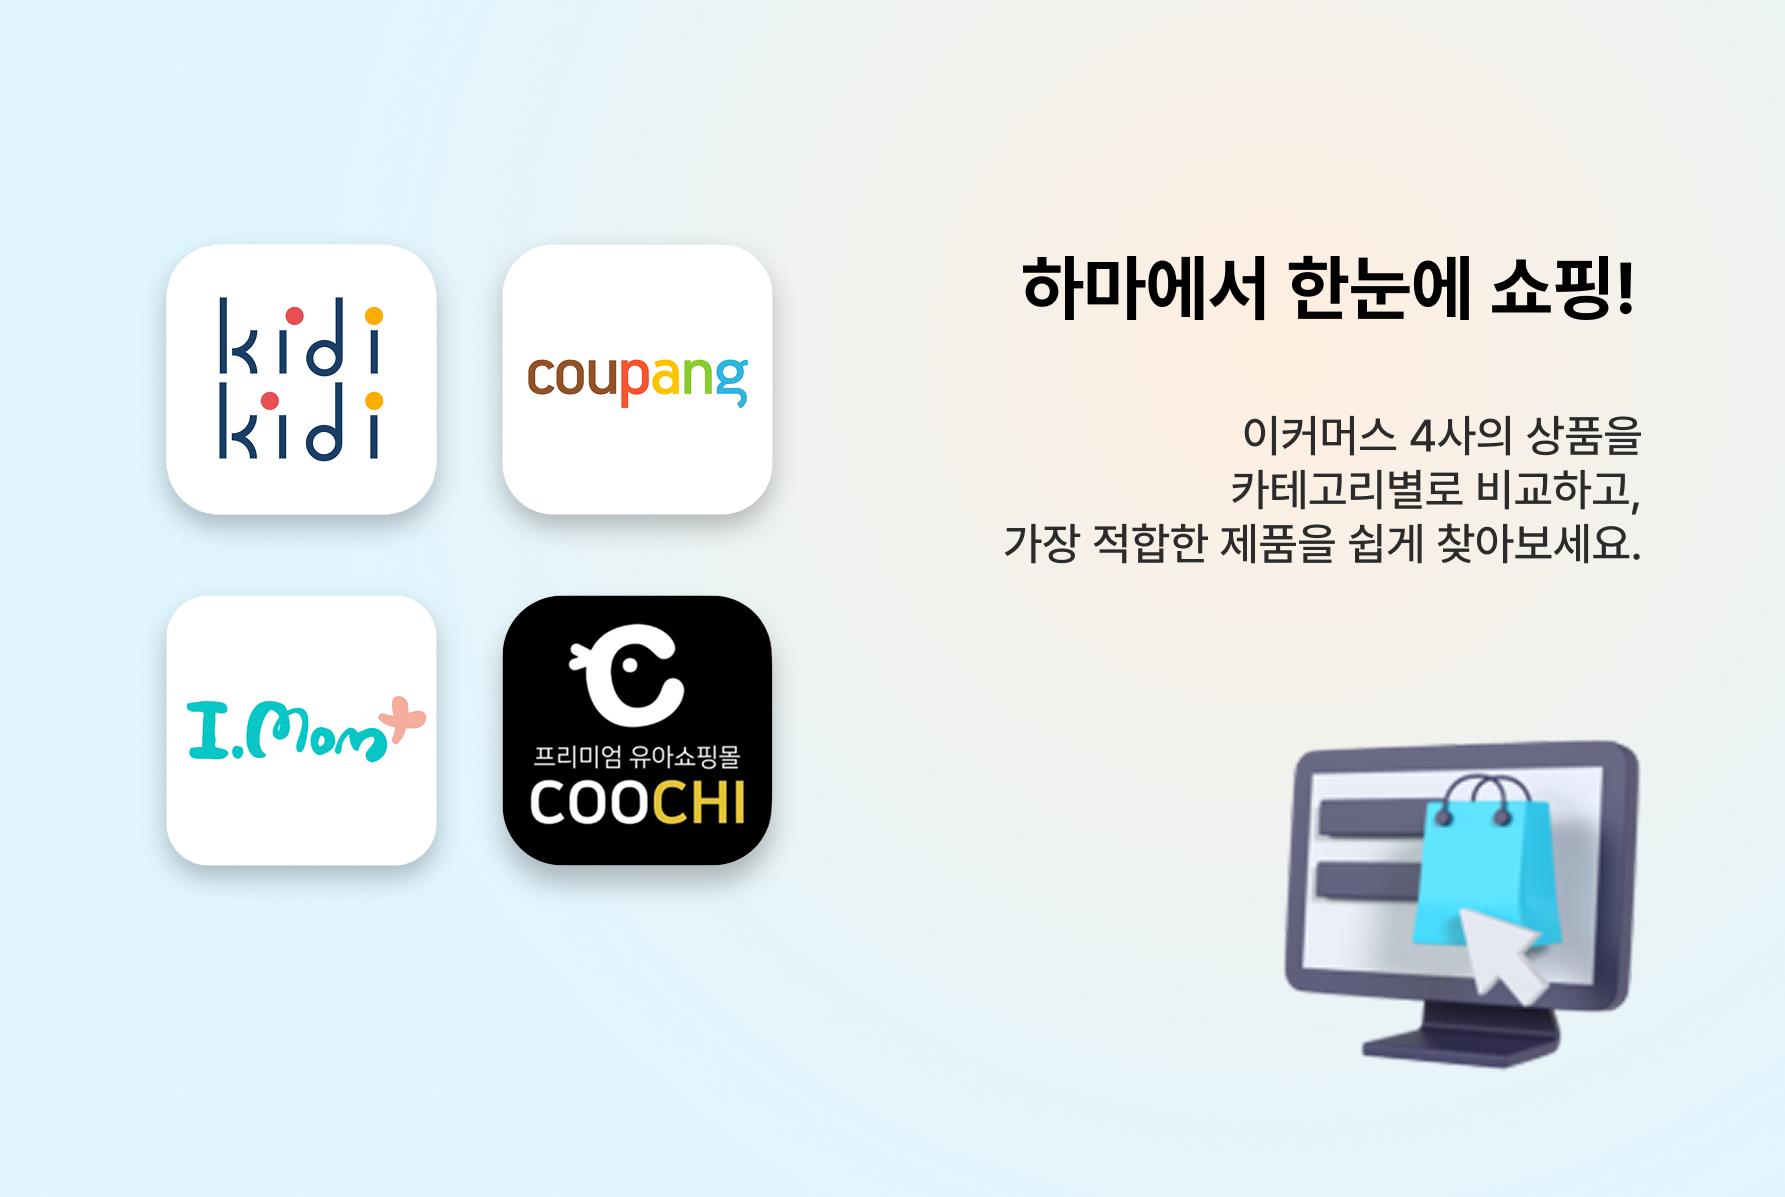 kidi
kidi
coupang
I.Mom+
프리미엄 유아쇼핑몰
COOCHI
하마에서 한눈에 쇼핑!
이커머스 4사의 상품을
카테고리별로 비교하고,
가장 적합한 제품을 쉽게 찾아보세요.